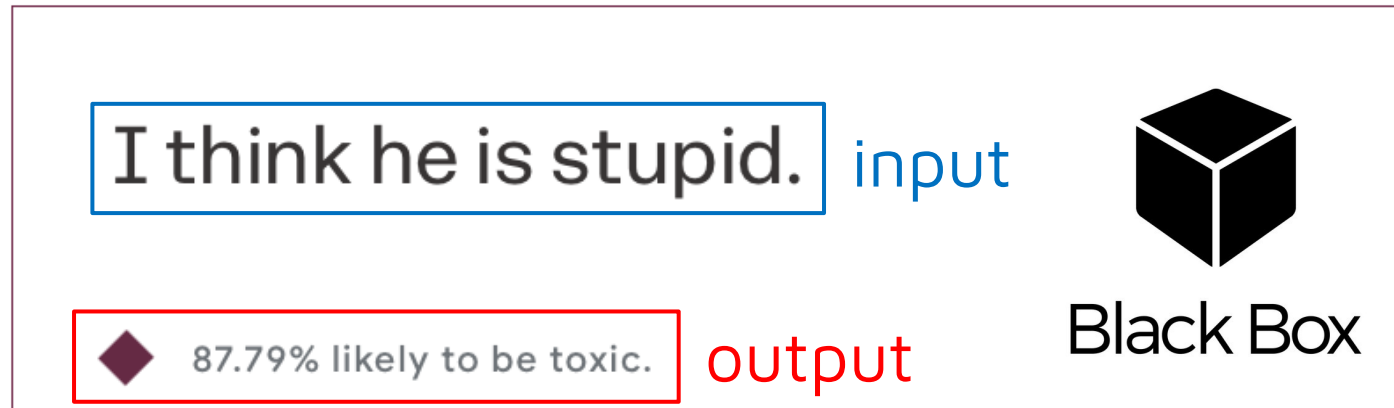 I think he is stupid. input
87.79% likely to be toxic. output
Black Box